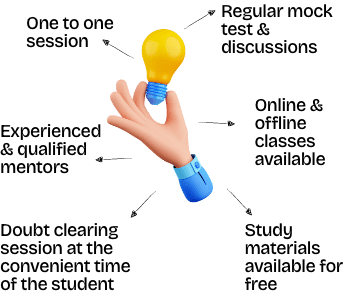 One to one
session
Regular mock
test &
discussions
Online &
offline
classes
available
Experienced
& qualified
mentors
Doubt clearing
session at the
convenient time
of the student
Study
materials
available for
free